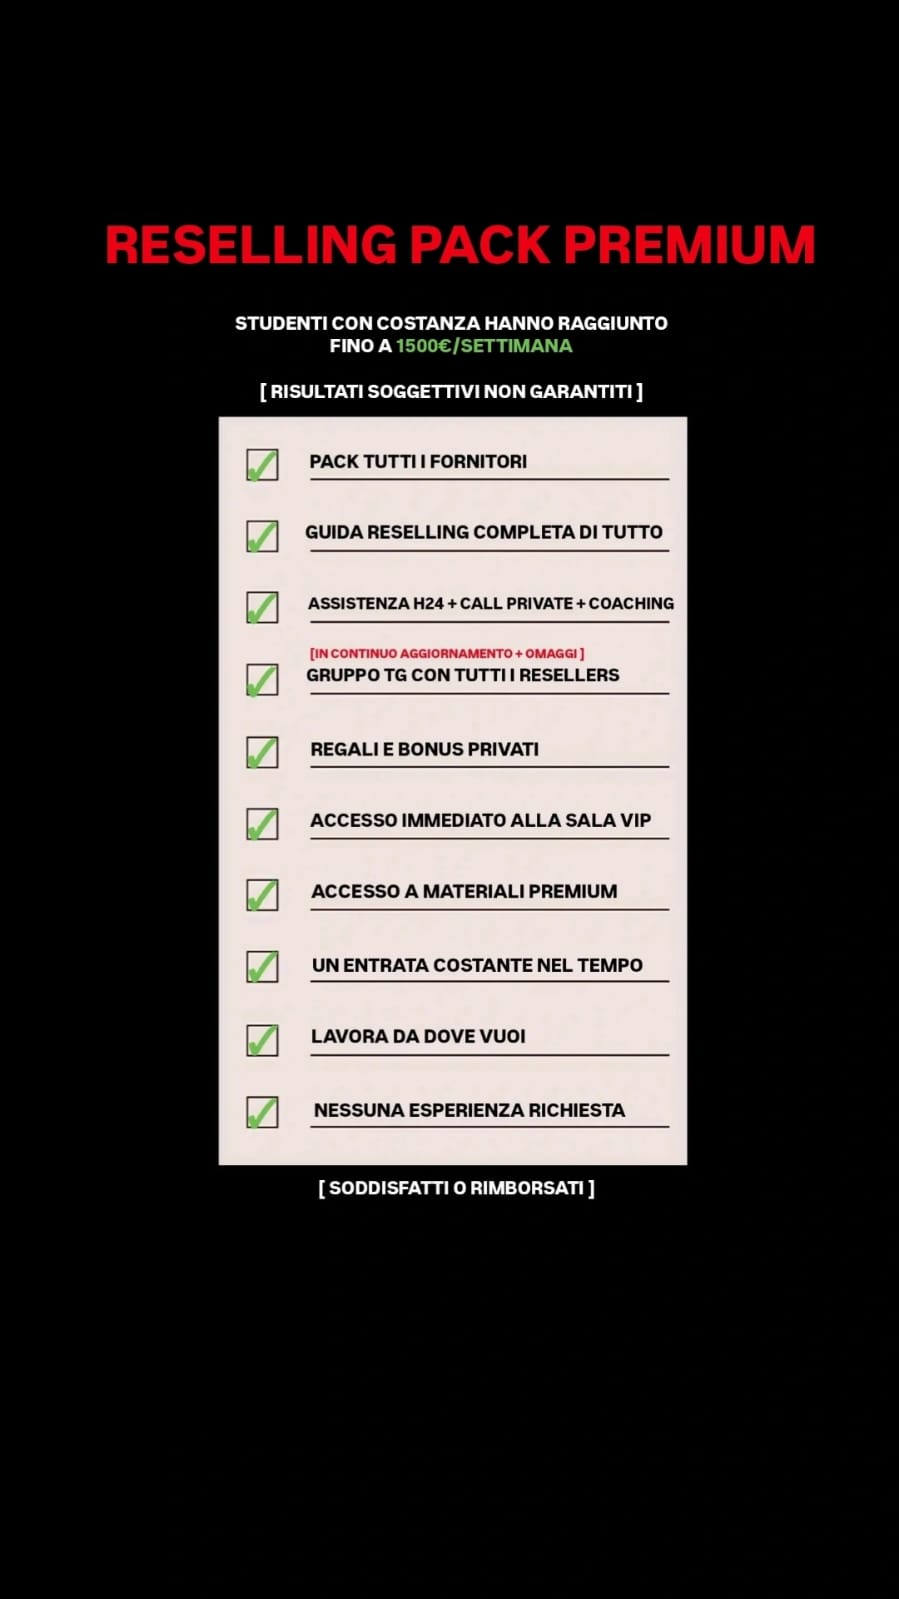 RESELLING PACK PREMIUM
STUDENTI CON COSTANZA HANNO RAGGIUNTO
FINO A 1500€/SETTIMANA
[ RISULTATI SOGGETTIVI NON GARANTITI ]
PACK TUTTI I FORNITORI
GUIDA RESELLING COMPLETA DI TUTTO
ASSISTENZA H24 + CALL PRIVATE + COACHING
[IN CONTINUO AGGIORNAMENTO + OMAGGI ]
GRUPPO TG CON TUTTI I RESELLERS
REGALI E BONUS PRIVATI
ACCESSO IMMEDIATO ALLA SALA VIP
ACCESSO A MATERIALI PREMIUM
UN ENTRATA COSTANTE NEL TEMPO
LAVORA DA DOVE VUOI
NESSUNA ESPERIENZA RICHIESTA
[ SODDISFATTI O RIMBORSATI ]